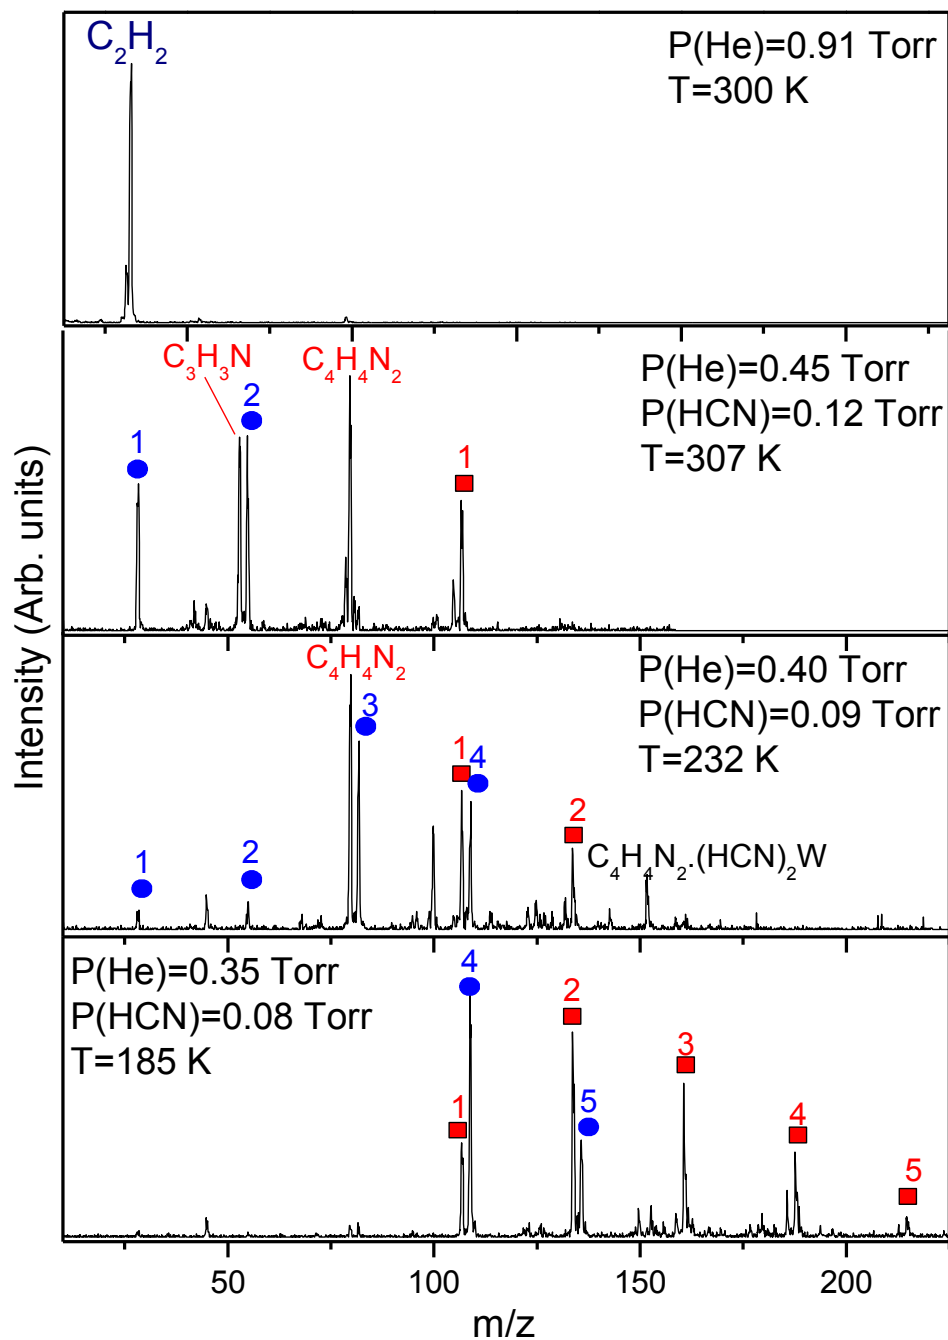 C₂H₂
P(He)=0.91 Torr
T=300 K
C₃H₃N
C₄H₄N₂
P(He)=0.45 Torr
P(HCN)=0.12 Torr
T=307 K
1
2
1
C₄H₄N₂
P(He)=0.40 Torr
P(HCN)=0.09 Torr
T=232 K
1
2
3
1
4
2
C₄H₄N₂.(HCN)₂W
P(He)=0.35 Torr
P(HCN)=0.08 Torr
T=185 K
1
4
2
5
3
4
5
50 100 150 200
m/z
Intensity (Arb. units)